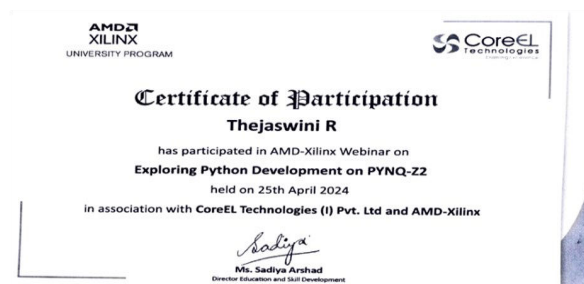 AMD
XILINX
UNIVERSITY PROGRAM
CoreEL
Technologies
Certificate of Participation
Thejaswini R
has participated in AMD-Xilinx Webinar on
Exploring Python Development on PYNQ-Z2
held on 25th April 2024
in association with CoreEL Technologies (I) Pvt. Ltd and AMD-Xilinx
Sadiya
Ms. Sadiya Arshad
Director Education and Skill Development